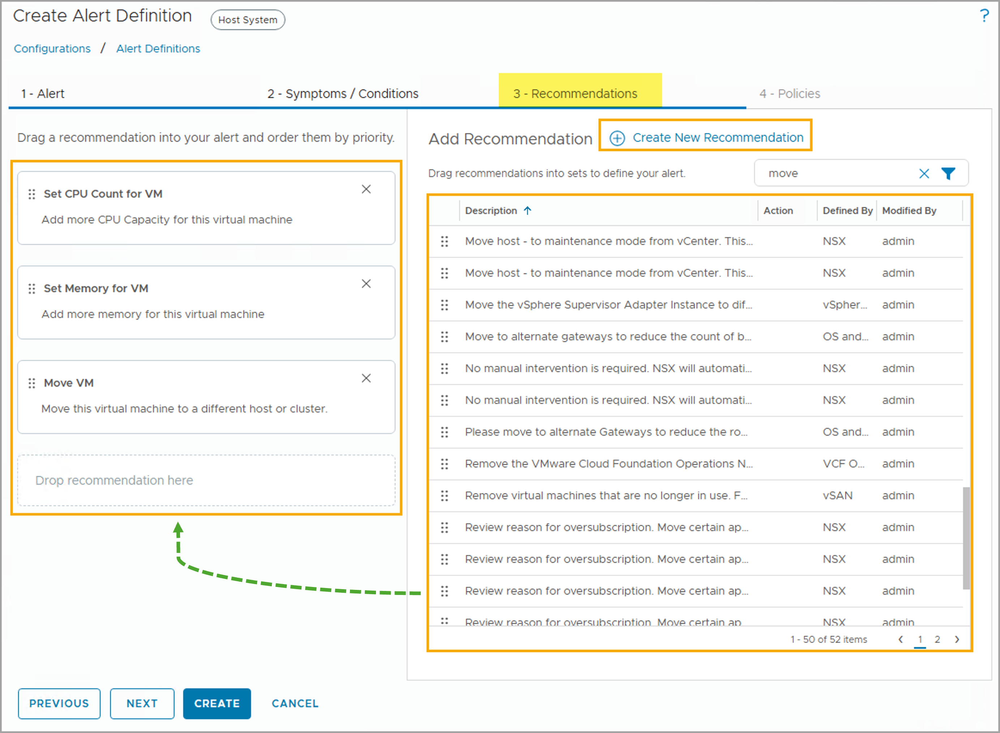 Create Alert Definition
Host System
?
Configurations / Alert Definitions
1 - Alert
2 - Symptoms / Conditions
3 - Recommendations
4 - Policies
Drag a recommendation into your alert and order them by priority.
Set CPU Count for VM
Add more CPU Capacity for this virtual machine
Set Memory for VM
Add more memory for this virtual machine
Move VM
Move this virtual machine to a different host or cluster.
Drop recommendation here
Add Recommendation
Create New Recommendation
Drag recommendations into sets to define your alert.
move
Description Action Defined By Modified By
Move host - to maintenance mode from vCenter. This... NSX admin
Move host - to maintenance mode from vCenter. This... NSX admin
Move the vSphere Supervisor Adapter Instance to dif... vSpher... admin
Move to alternate gateways to reduce the count of b... OS and... admin
No manual intervention is required. NSX will automati... NSX admin
No manual intervention is required. NSX will automati... NSX admin
Please move to alternate Gateways to reduce the ro... OS and... admin
Remove the VMware Cloud Foundation Operations N... VCF O... admin
Remove virtual machines that are no longer in use. F... vSAN admin
Review reason for oversubscription. Move certain ap... NSX admin
Review reason for oversubscription. Move certain ap... NSX admin
Review reason for oversubscription. Move certain ap... NSX admin
Review reason for oversubscription. Move certain ap NSX admin
1 - 50 of 52 items 1 2
PREVIOUS
NEXT
CREATE
CANCEL